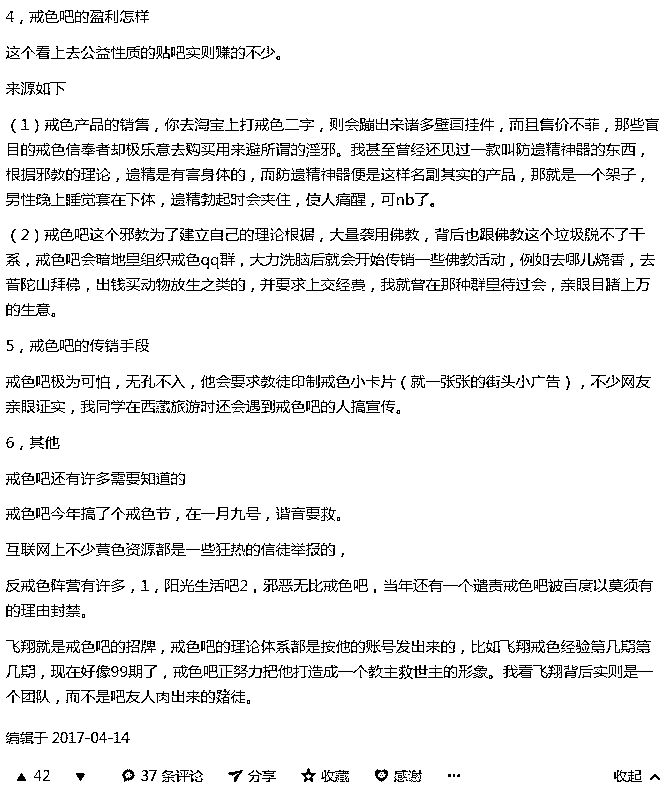 4，戒色吧的盈利怎样
这个看上去公益性质的贴吧实则赚的不少。
来源如下
（1）戒色产品的销售，你去淘宝上打戒色二字，则会蹦出来诸多壁画挂件，而且售价不菲，那些盲
目的戒色信奉者却极乐意去购买用来避所谓的淫邪。我甚至曾经还见过一款叫防遗精神器的东西，
根据邪教的理论，遗精是有害身体的，而防遗精神器便是这样名副其实的产品，那就是一个架子，
男性晚上睡觉套在下体，遗精勃起时会夹住，使人痛醒，可nb了。
（2）戒色吧这个邪教为了建立自己的理论根据，大量袭用佛教，背后也跟佛教这个垃圾脱不了干
系，戒色吧会暗地里组织戒色qq群，大力洗脑后就会开始传销一些佛教活动，例如去哪儿烧香，去
普陀山拜佛，出钱买动物放生之类的，并要求上交经费，我就曾在那种群里待过会，亲眼目睹上万
的生意。
5，戒色吧的传销手段
戒色吧极为可怕，无孔不入，他会要求教徒印制戒色小卡片（就一张张的街头小广告），不少网友
亲眼证实，我同学在西藏旅游时还会遇到戒色吧的人搞宣传。
6，其他
戒色吧还有许多需要知道的
戒色吧今年搞了个戒色节，在一月九号，谐音要救。
互联网上不少黄色资源都是一些狂热的信徒举报的，
反戒色阵营有许多，1，阳光生活吧2，邪恶无比戒色吧，当年还有一个谴责戒色吧被百度以莫须有
的理由封禁。
飞翔就是戒色吧的招牌，戒色吧的理论体系都是按他的账号发出来的，比如飞翔戒色经验第几期第
几期，现在好像99期了，戒色吧正努力把他打造成一个教主救世主的形象。我看飞翔背后实则是一
个团队，而不是吧友人肉出来的赌徒。
编辑于 2017-04-14
42 37 条评论 分享 收藏 感谢 ··· 收起